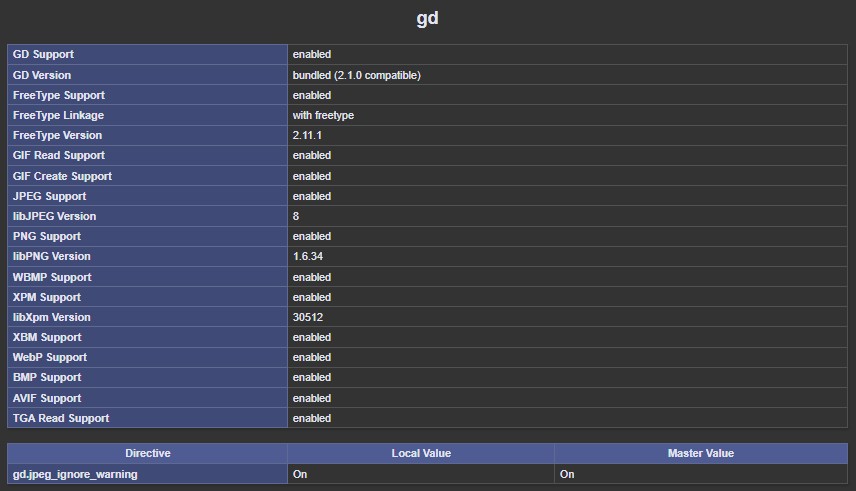 gd
GD Support enabled
GD Version bundled (2.1.0 compatible)
FreeType Support enabled
FreeType Linkage with freetype
FreeType Version 2.11.1
GIF Read Support enabled
GIF Create Support enabled
JPEG Support enabled
libJPEG Version 8
PNG Support enabled
libPNG Version 1.6.34
WBMP Support enabled
XPM Support enabled
libXpm Version 30512
XBM Support enabled
WebP Support enabled
BMP Support enabled
AVIF Support enabled
TGA Read Support enabled
Directive Local Value Master Value
gd.jpeg_ignore_warning On On